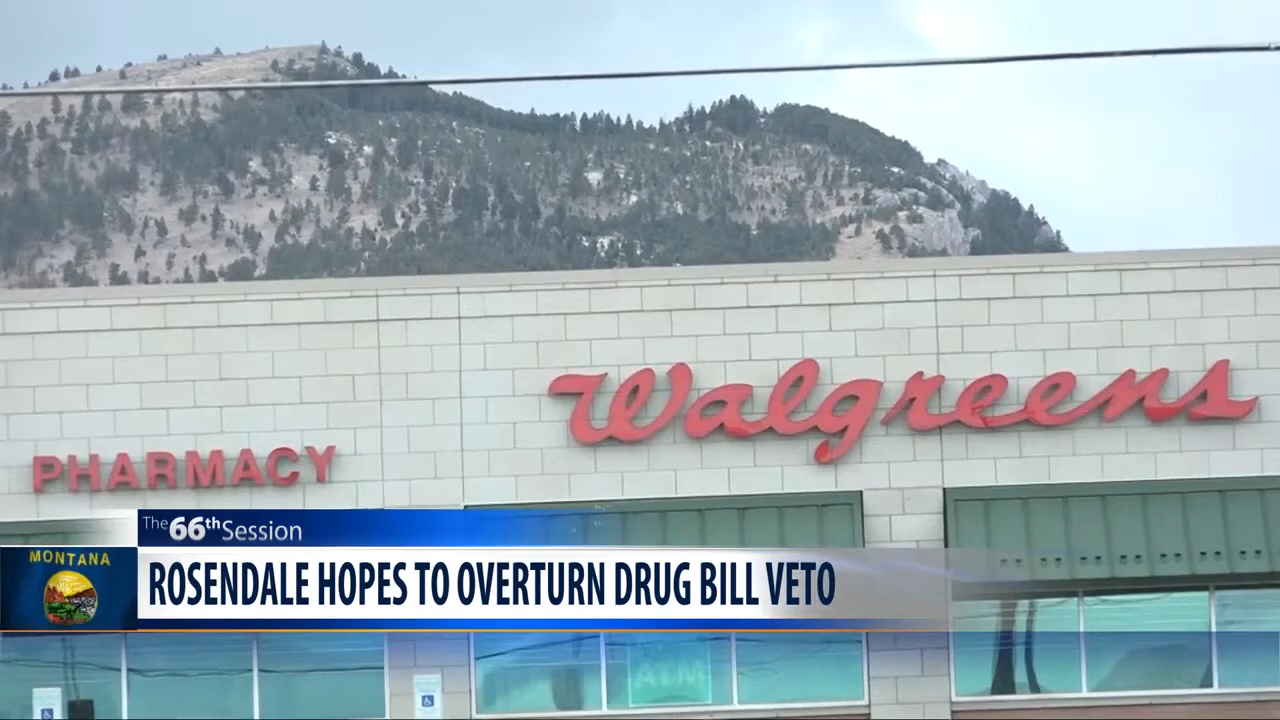 Walgreens
PHARMACY
The 66th Session
MONTANA
ROSENDALE HOPES TO OVERTURN DRUG BILL VETO
ATM